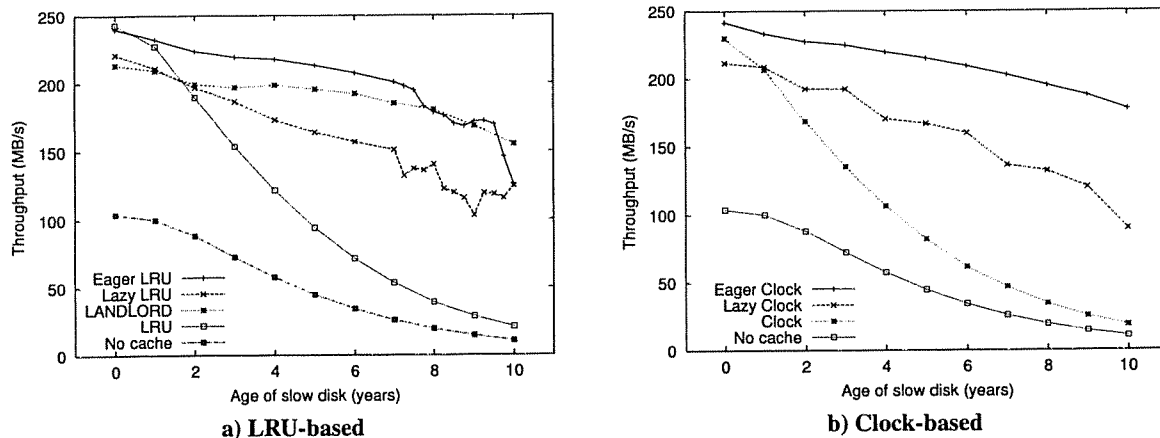 250
200
150
100
50
0
Throughput (MB/s)
Eager LRU
Lazy LRU
LANDLORD
LRU
No cache
0 2 4 6 8 10
Age of slow disk (years)
a) LRU-based
250
200
150
100
50
0
Throughput (MB/s)
Eager Clock
Lazy Clock
Clock
No cache
0 2 4 6 8 10
Age of slow disk (years)
b) Clock-based